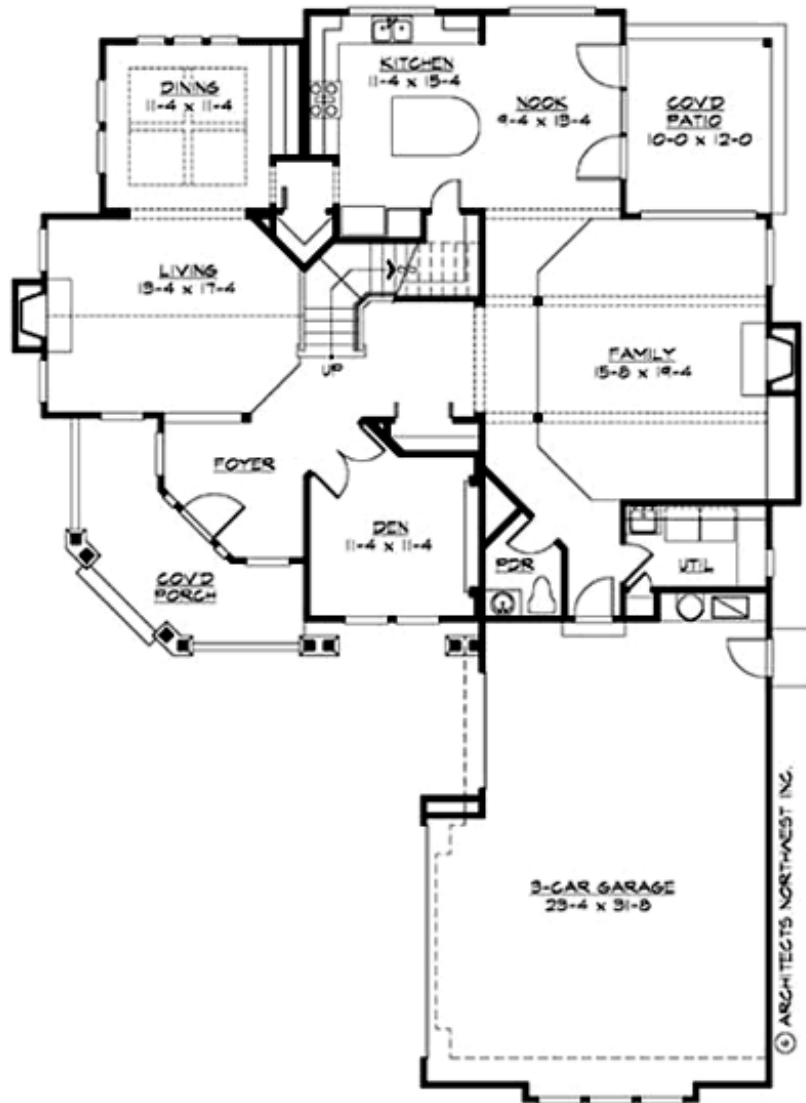 DINING
11-4 x 11-4
KITCHEN
11-4 x 15-4
NOOK
9-4 x 13-4
COV'D
PATIO
10-0 x 12-0
LIVING
13-4 x 17-4
UP
FAMILY
15-8 x 19-4
FOYER
DEN
11-4 x 11-4
PDR
UTIL
COV'D
PORCH
3-CAR GARAGE
23-4 x 31-8
© ARCHITECTS NORTHWEST INC.